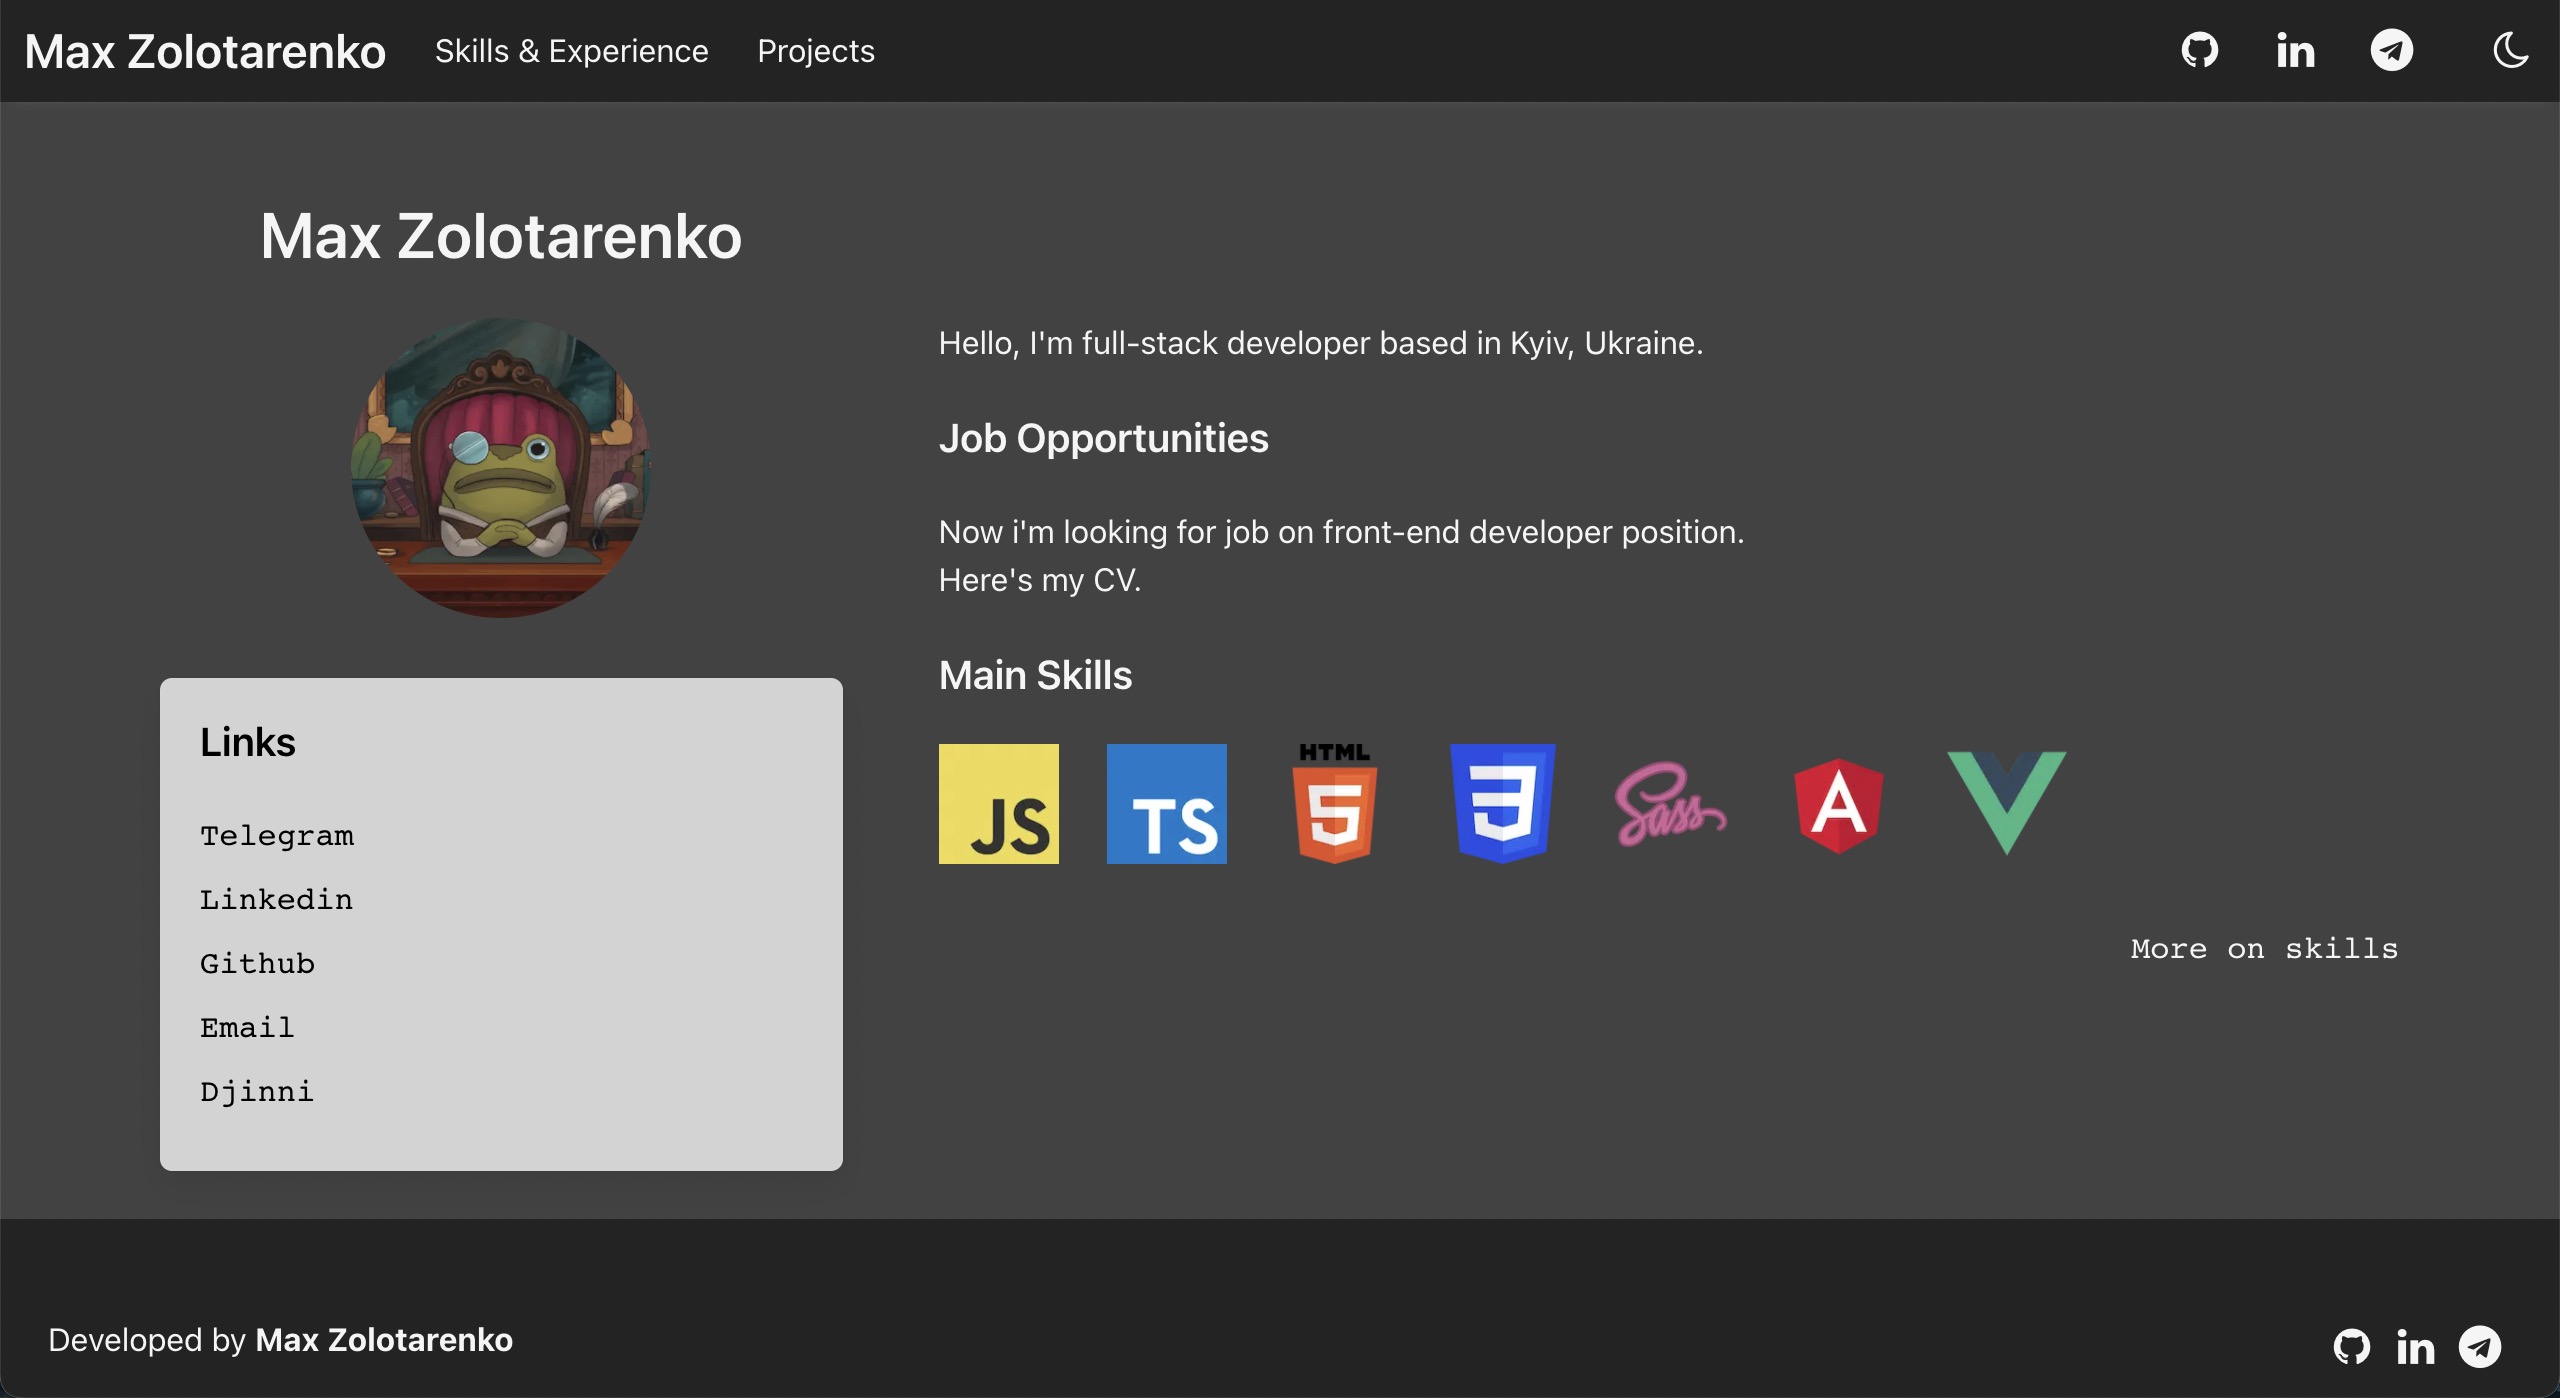 Max Zolotarenko
Skills & Experience
Projects
in
Max Zolotarenko
Links
Telegram
Linkedin
Github
Email
Djinni
Hello, I'm full-stack developer based in Kyiv, Ukraine.
Job Opportunities
Now i'm looking for job on front-end developer position.
Here's my CV.
Main Skills
JS
TS
HTML
5
3
Sass
A
More on skills
Developed by Max Zolotarenko
in